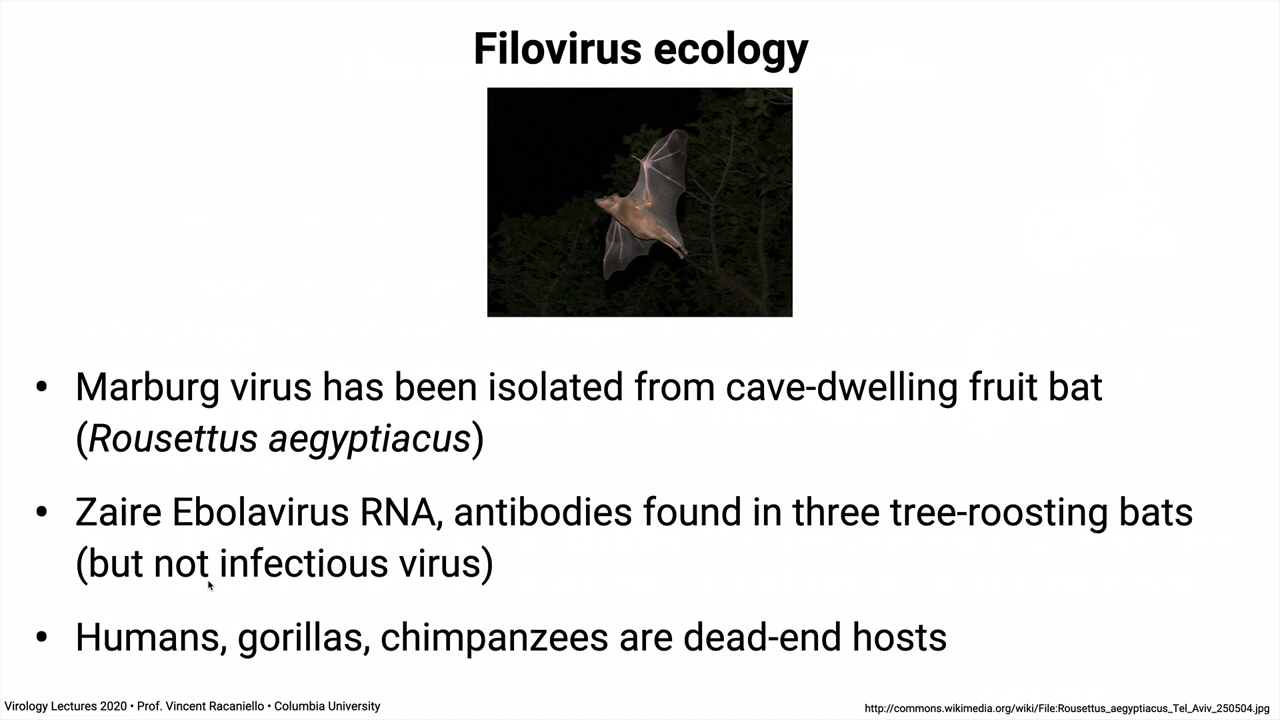 Filovirus ecology
• Marburg virus has been isolated from cave-dwelling fruit bat
(Rousettus aegyptiacus)
• Zaire Ebolavirus RNA, antibodies found in three tree-roosting bats
(but not infectious virus)
• Humans, gorillas, chimpanzees are dead-end hosts
Virology Lectures 2020 • Prof. Vincent Racaniello • Columbia University
http://commons.wikimedia.org/wiki/File:Rousettus_aegyptiacus_Tel_Aviv_250504.jpg